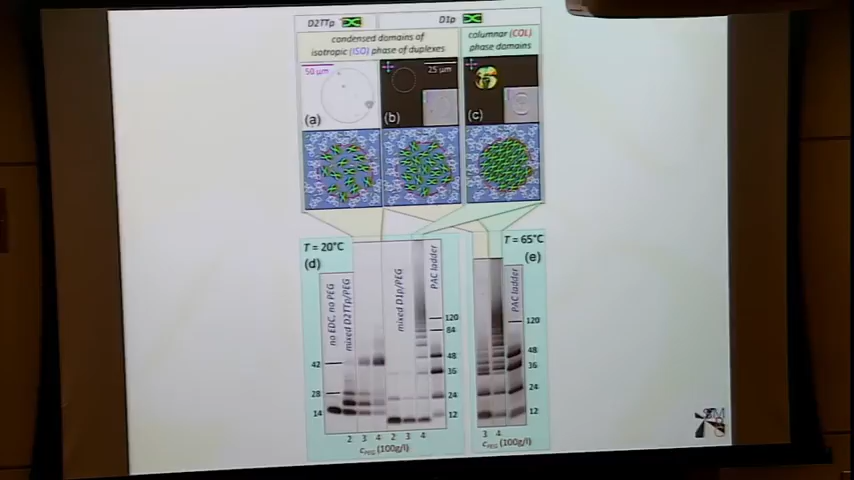 D2TTp
D1p
condensed domains of
isotropic (ISO) phase of duplexes
columnar (COL)
phase domains
50 μm
25 μm
(a)
(b)
(c)
T = 20°C
(d)
T = 65°C
(e)
no EDC, no PEG
mixed D2TTp/PEG
mixed D1p/PEG
PAC ladder
PAC ladder
42
28
14
120
84
48
36
24
12
120
48
36
24
12
2 3 4 2 3 4
cPEG (100g/l)
3 4
cPEG (100g/l)